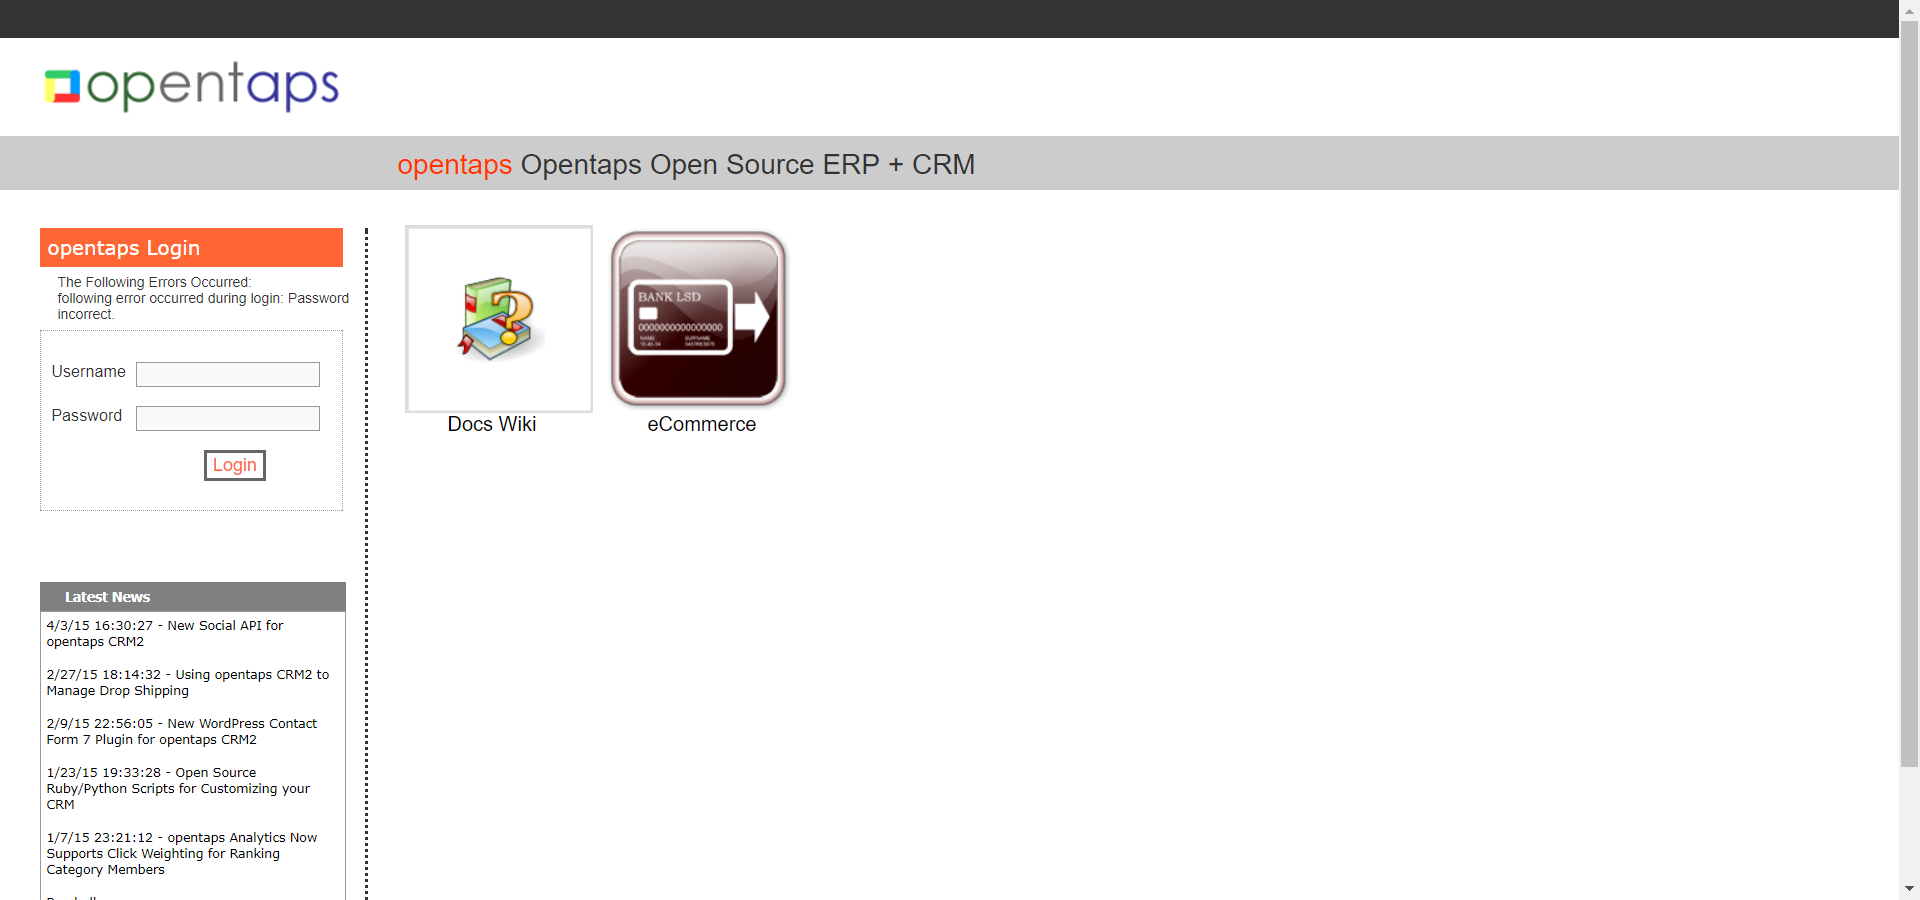 opentaps
opentaps Opentaps Open Source ERP + CRM
opentaps Login
The Following Errors Occurred:
following error occurred during login: Password
incorrect.
Username
Password
Login
BANK LSD
0000000000000000
NAME
SURNAME
Docs Wiki
eCommerce
Latest News
4/3/15 16:30:27 - New Social API for
opentaps CRM2
2/27/15 18:14:32 - Using opentaps CRM2 to
Manage Drop Shipping
2/9/15 22:56:05 - New WordPress Contact
Form 7 Plugin for opentaps CRM2
1/23/15 19:33:28 - Open Source
Ruby/Python Scripts for Customizing your
CRM
1/7/15 23:21:12 - opentaps Analytics Now
Supports Click Weighting for Ranking
Category Members